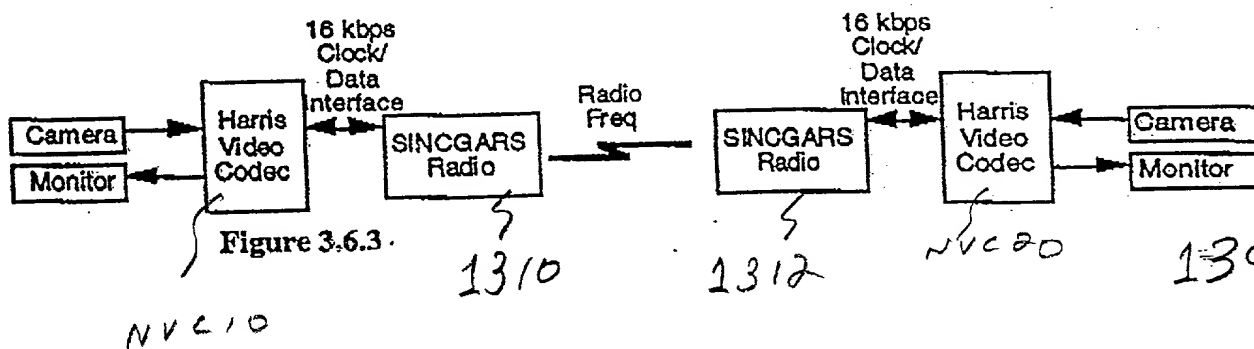 16 kbps
Clock/
Data
Interface
Camera
Monitor
Harris
Video
Codec
SINCGARS
Radio
Radio
Freq
16 kbps
Clock/
Data
Interface
SINCGARS
Radio
Harris
Video
Codec
Camera
Monitor
Figure 3.6.3.
NVC10
1310
1312
NVC20